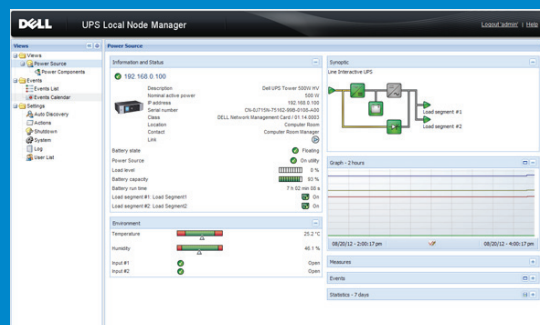 DELL UPS Local Node Manager
Logout 'admin' | Help
Views
Views
Power Source
Power Components
Events
Events List
Events Calendar
Settings
Auto Discovery
Actions
Shutdown
System
Log
User List
Power Source
Information and Status
192.168.0.100
Description Dell UPS Tower 500W HV
Nominal active power 500 W
IP address 192.168.0.100
Serial number
Class DELL Network Management Card / 01.14.0003
Location Computer Room
Contact Computer Room Manager
Link
Battery state Floating
Power Source On utility
Load level 0 %
Battery capacity 93 %
Battery run time 7 h 02 min 00 s
Load segment #1: Load Segment1 On
Load segment #2: Load Segment2 On
Environment
Temperature 25.2 °C
Humidity 40.1 %
Input #1 Open
Input #2 Open
Synoptic
Line Interactive UPS
Load segment #1
Load segment #2
Graph - 2 hours
08/20/12 - 2:00:17 pm
08/20/12 - 4:00:17 pm
Measures
Events
Statistics - 7 days